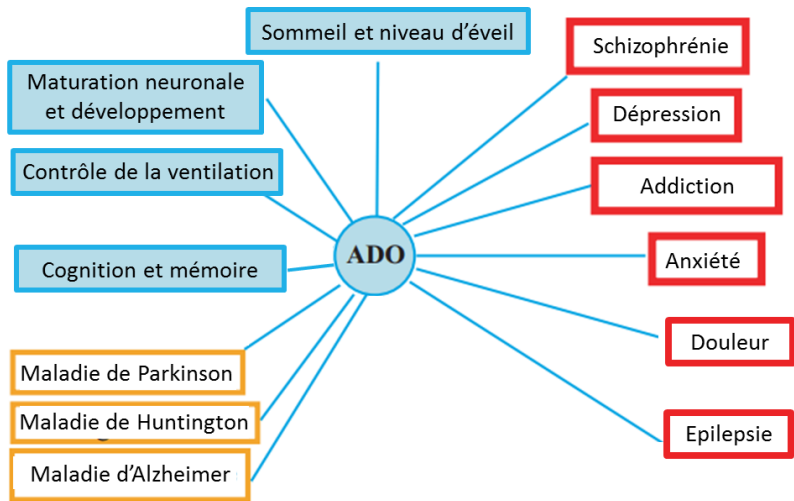 Sommeil et niveau d’éveil
Maturation neuronale
et développement
Contrôle de la ventilation
Cognition et mémoire
ADO
Maladie de Parkinson
Maladie de Huntington
Maladie d’Alzheimer
Schizophrénie
Dépression
Addiction
Anxiété
Douleur
Epilepsie